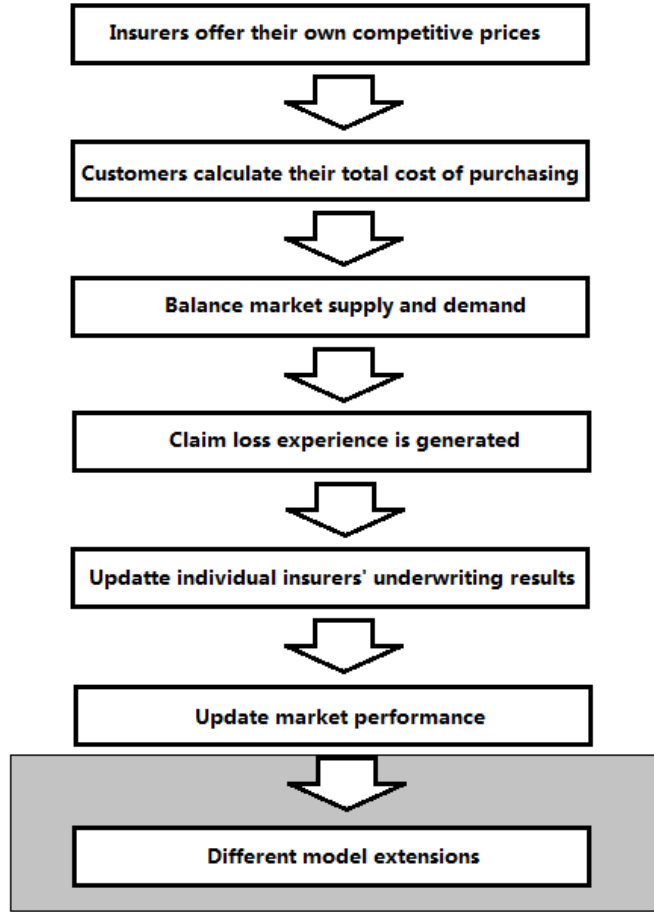 Insurers offer their own competitive prices
Customers calculate their total cost of purchasing
Balance market supply and demand
Claim loss experience is generated
Updatte individual insurers' underwriting results
Update market performance
Different model extensions